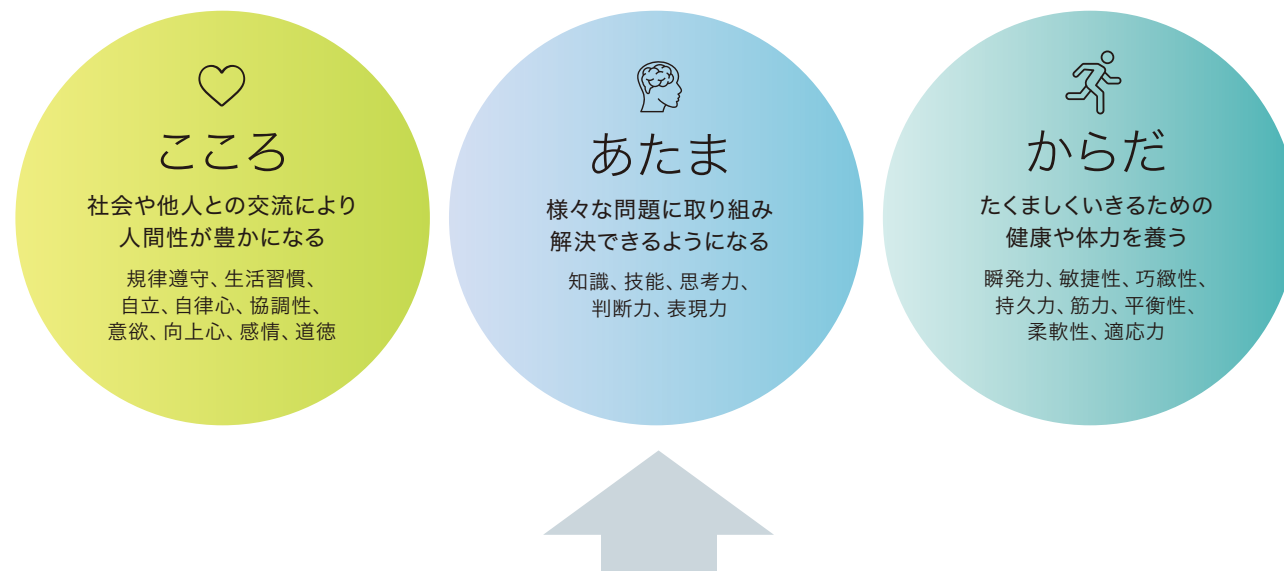 こころ
社会や他人との交流により
人間性が豊かになる
規律遵守、生活習慣、
自立、自律心、協調性、
意欲、向上心、感情、道徳
あたま
様々な問題に取り組み
解決できるようになる
知識、技能、思考力、
判断力、表現力
からだ
たくましくいきるための
健康や体力を養う
瞬発力、敏捷性、巧緻性、
持久力、筋力、平衡性、
柔軟性、適応力